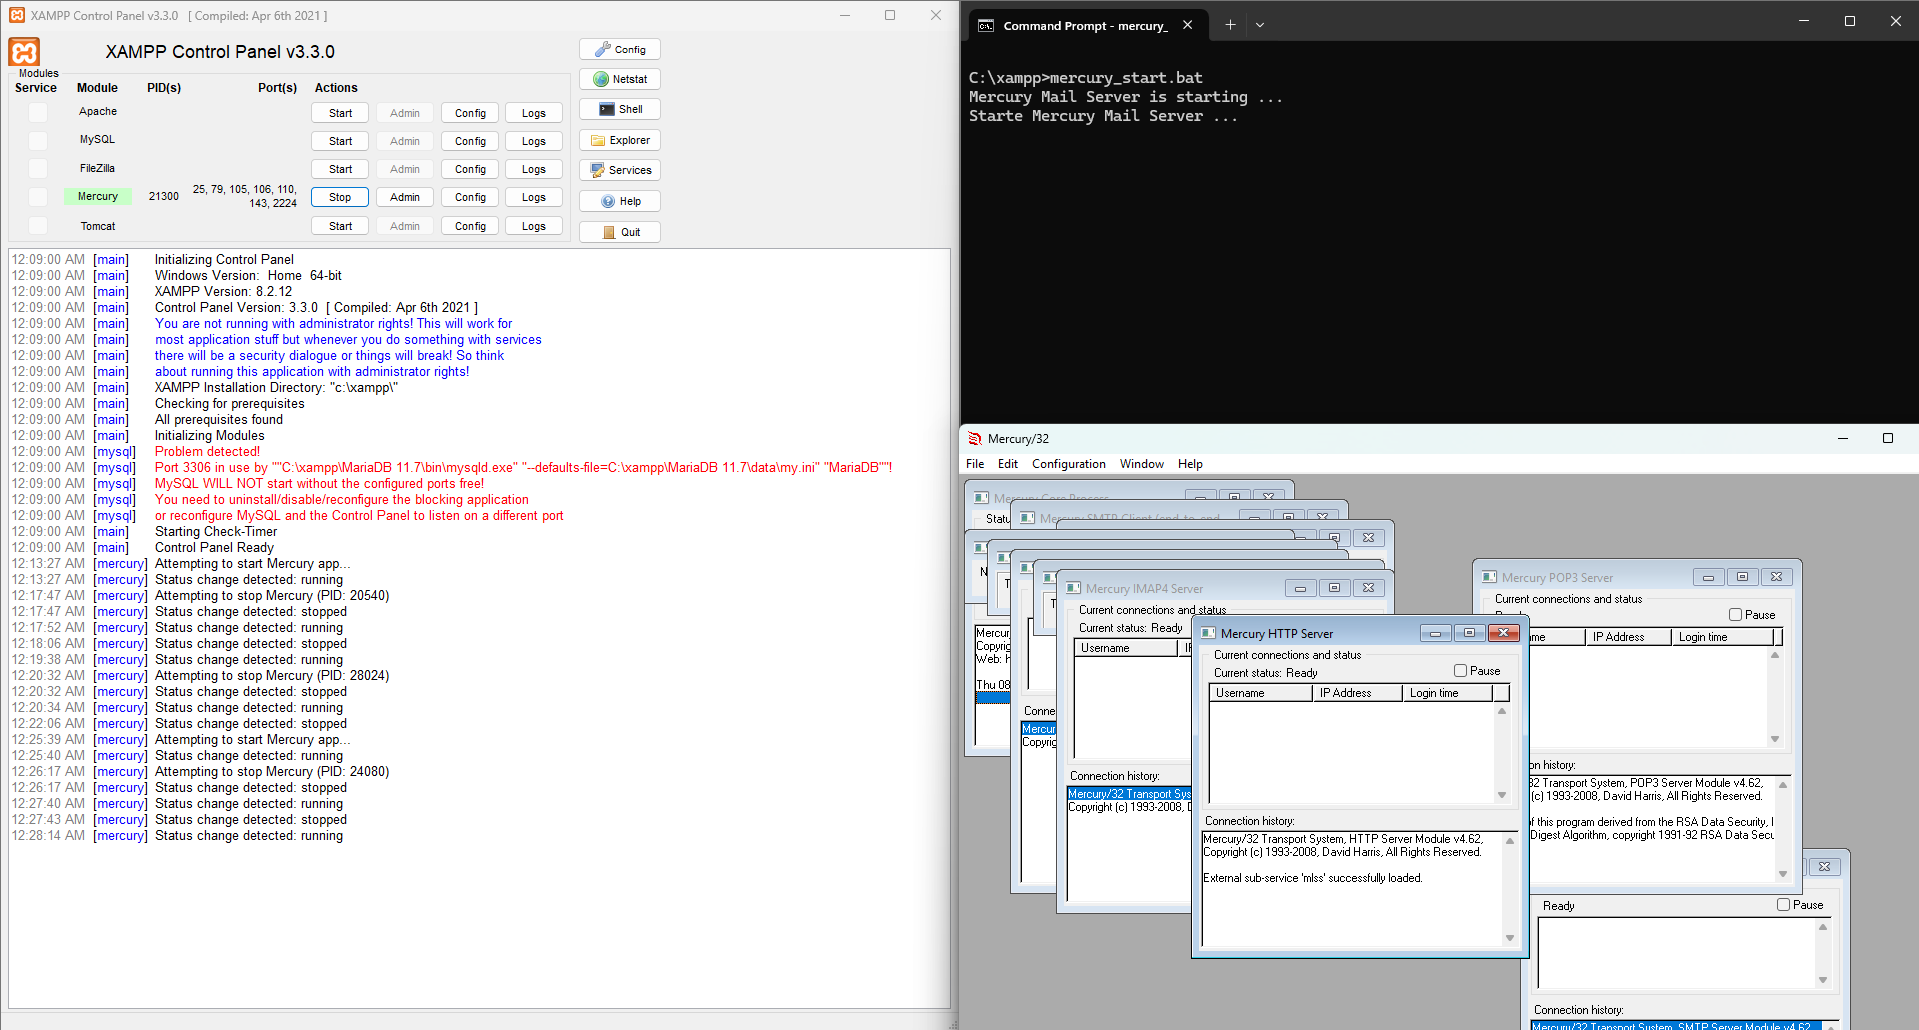 XAMPP Control Panel v3.3.0   [ Compiled: Apr 6th 2021 ]
XAMPP Control Panel v3.3.0
Modules
Service Module PID(s) Port(s) Actions
Apache Start Admin Config Logs
MySQL Start Admin Config Logs
FileZilla Start Admin Config Logs
Mercury 21300 25, 79, 105, 106, 110, 143, 2224 Stop Admin Config Logs
Tomcat Start Admin Config Logs
Config
Netstat
Shell
Explorer
Services
Help
Quit
12:09:00 AM [main] Initializing Control Panel
12:09:00 AM [main] Windows Version: Home 64-bit
12:09:00 AM [main] XAMPP Version: 8.2.12
12:09:00 AM [main] Control Panel Version: 3.3.0 [ Compiled: Apr 6th 2021 ]
12:09:00 AM [main] You are not running with administrator rights! This will work for
12:09:00 AM [main] most application stuff but whenever you do something with services
12:09:00 AM [main] there will be a security dialogue or things will break! So think
12:09:00 AM [main] about running this application with administrator rights!
12:09:00 AM [main] XAMPP Installation Directory: "c:\xampp\"
12:09:00 AM [main] Checking for prerequisites
12:09:00 AM [main] All prerequisites found
12:09:00 AM [main] Initializing Modules
12:09:00 AM [mysql] Problem detected!
12:09:00 AM [mysql] Port 3306 in use by ""C:\xampp\MariaDB 11.7\bin\mysqld.exe" "--defaults-file=C:\xampp\MariaDB 11.7\data\my.ini" "MariaDB""!
12:09:00 AM [mysql] MySQL WILL NOT start without the configured ports free!
12:09:00 AM [mysql] You need to uninstall/disable/reconfigure the blocking application
12:09:00 AM [mysql] or reconfigure MySQL and the Control Panel to listen on a different port
12:09:00 AM [main] Starting Check-Timer
12:09:00 AM [main] Control Panel Ready
12:13:27 AM [mercury] Attempting to start Mercury app...
12:13:27 AM [mercury] Status change detected: running
12:17:47 AM [mercury] Attempting to stop Mercury (PID: 20540)
12:17:47 AM [mercury] Status change detected: stopped
12:17:52 AM [mercury] Status change detected: running
12:18:06 AM [mercury] Status change detected: stopped
12:19:38 AM [mercury] Status change detected: running
12:20:32 AM [mercury] Attempting to stop Mercury (PID: 28024)
12:20:32 AM [mercury] Status change detected: stopped
12:20:34 AM [mercury] Status change detected: running
12:22:06 AM [mercury] Status change detected: stopped
12:25:39 AM [mercury] Attempting to start Mercury app...
12:25:40 AM [mercury] Status change detected: running
12:26:17 AM [mercury] Attempting to stop Mercury (PID: 24080)
12:26:17 AM [mercury] Status change detected: stopped
12:27:40 AM [mercury] Status change detected: running
12:27:43 AM [mercury] Status change detected: stopped
12:28:14 AM [mercury] Status change detected: running
Command Prompt - mercury_
C:\xampp>mercury_start.bat
Mercury Mail Server is starting ...
Starte Mercury Mail Server ...
Mercury/32
File Edit Configuration Window Help
Mercury Core Process
Statu
Mercury SMTP Client (end-to-end
N
T
T
Mercury
Copyrig
Web: h
Thu 08
Conne
Mercur
Copyric
Mercury IMAP4 Server
Current connections and status
Current status: Ready
Username IF
Connection history:
Mercury/32 Transport Sys
Copyright (c) 1993-2008, D
Mercury HTTP Server
Current connections and status
Current status: Ready Pause
Username IP Address Login time
Connection history:
Mercury/32 Transport System, HTTP Server Module v4.62,
Copyright (c) 1993-2008, David Harris, All Rights Reserved.
External sub-service 'mlss' successfully loaded.
Mercury POP3 Server
Current connections and status
Pause
me IP Address Login time
on history:
32 Transport System, POP3 Server Module v4.62,
(c) 1993-2008, David Harris, All Rights Reserved.
of this program derived from the RSA Data Security, I
Digest Algorithm, copyright 1991-92 RSA Data Secu
Ready Pause
Connection history:
Mercury/32 Transport System, SMTP Server Module v4